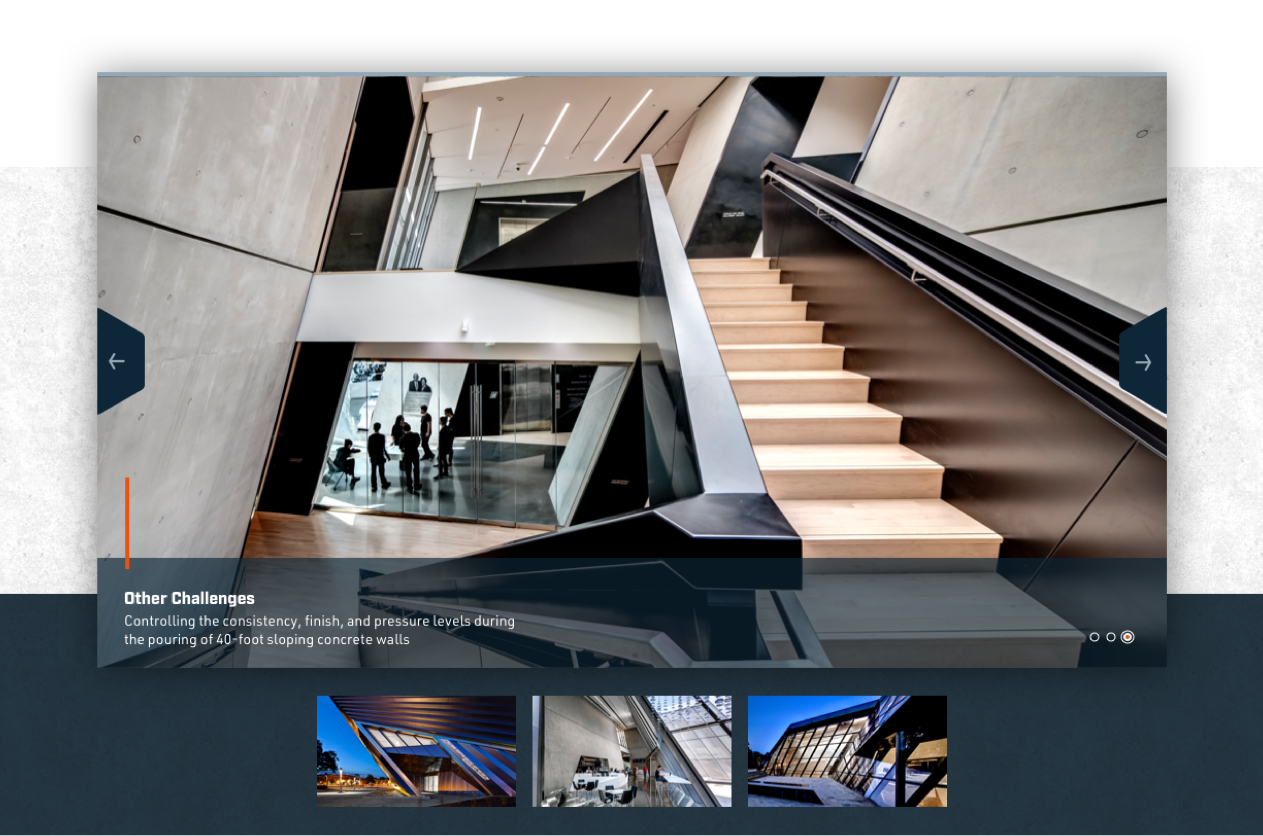 Other Challenges
Controlling the consistency, finish, and pressure levels during
the pouring of 40-foot sloping concrete walls